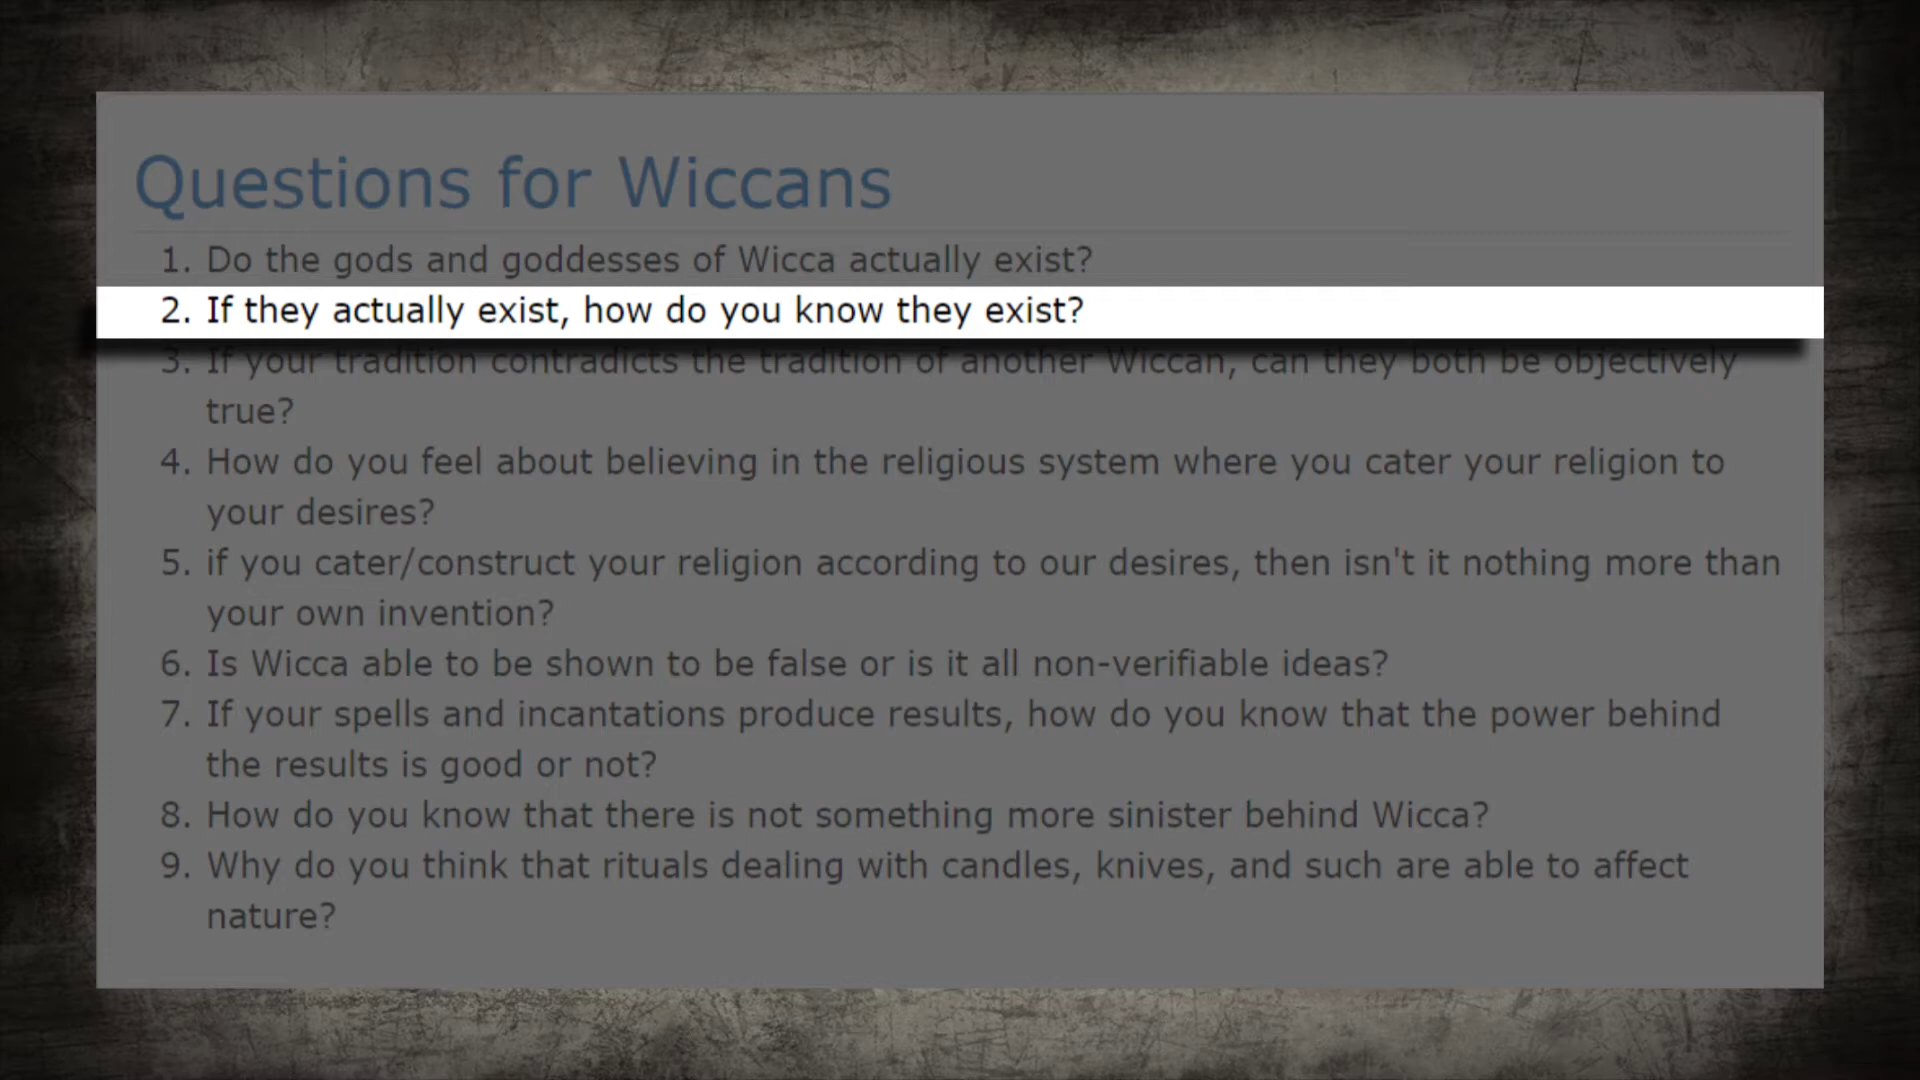 Questions for Wiccans
1. Do the gods and goddesses of Wicca actually exist?
2. If they actually exist, how do you know they exist?
3. If your tradition contradicts the tradition of another Wiccan, can they both be objectively
true?
4. How do you feel about believing in the religious system where you cater your religion to
your desires?
5. if you cater/construct your religion according to our desires, then isn't it nothing more than
your own invention?
6. Is Wicca able to be shown to be false or is it all non-verifiable ideas?
7. If your spells and incantations produce results, how do you know that the power behind
the results is good or not?
8. How do you know that there is not something more sinister behind Wicca?
9. Why do you think that rituals dealing with candles, knives, and such are able to affect
nature?